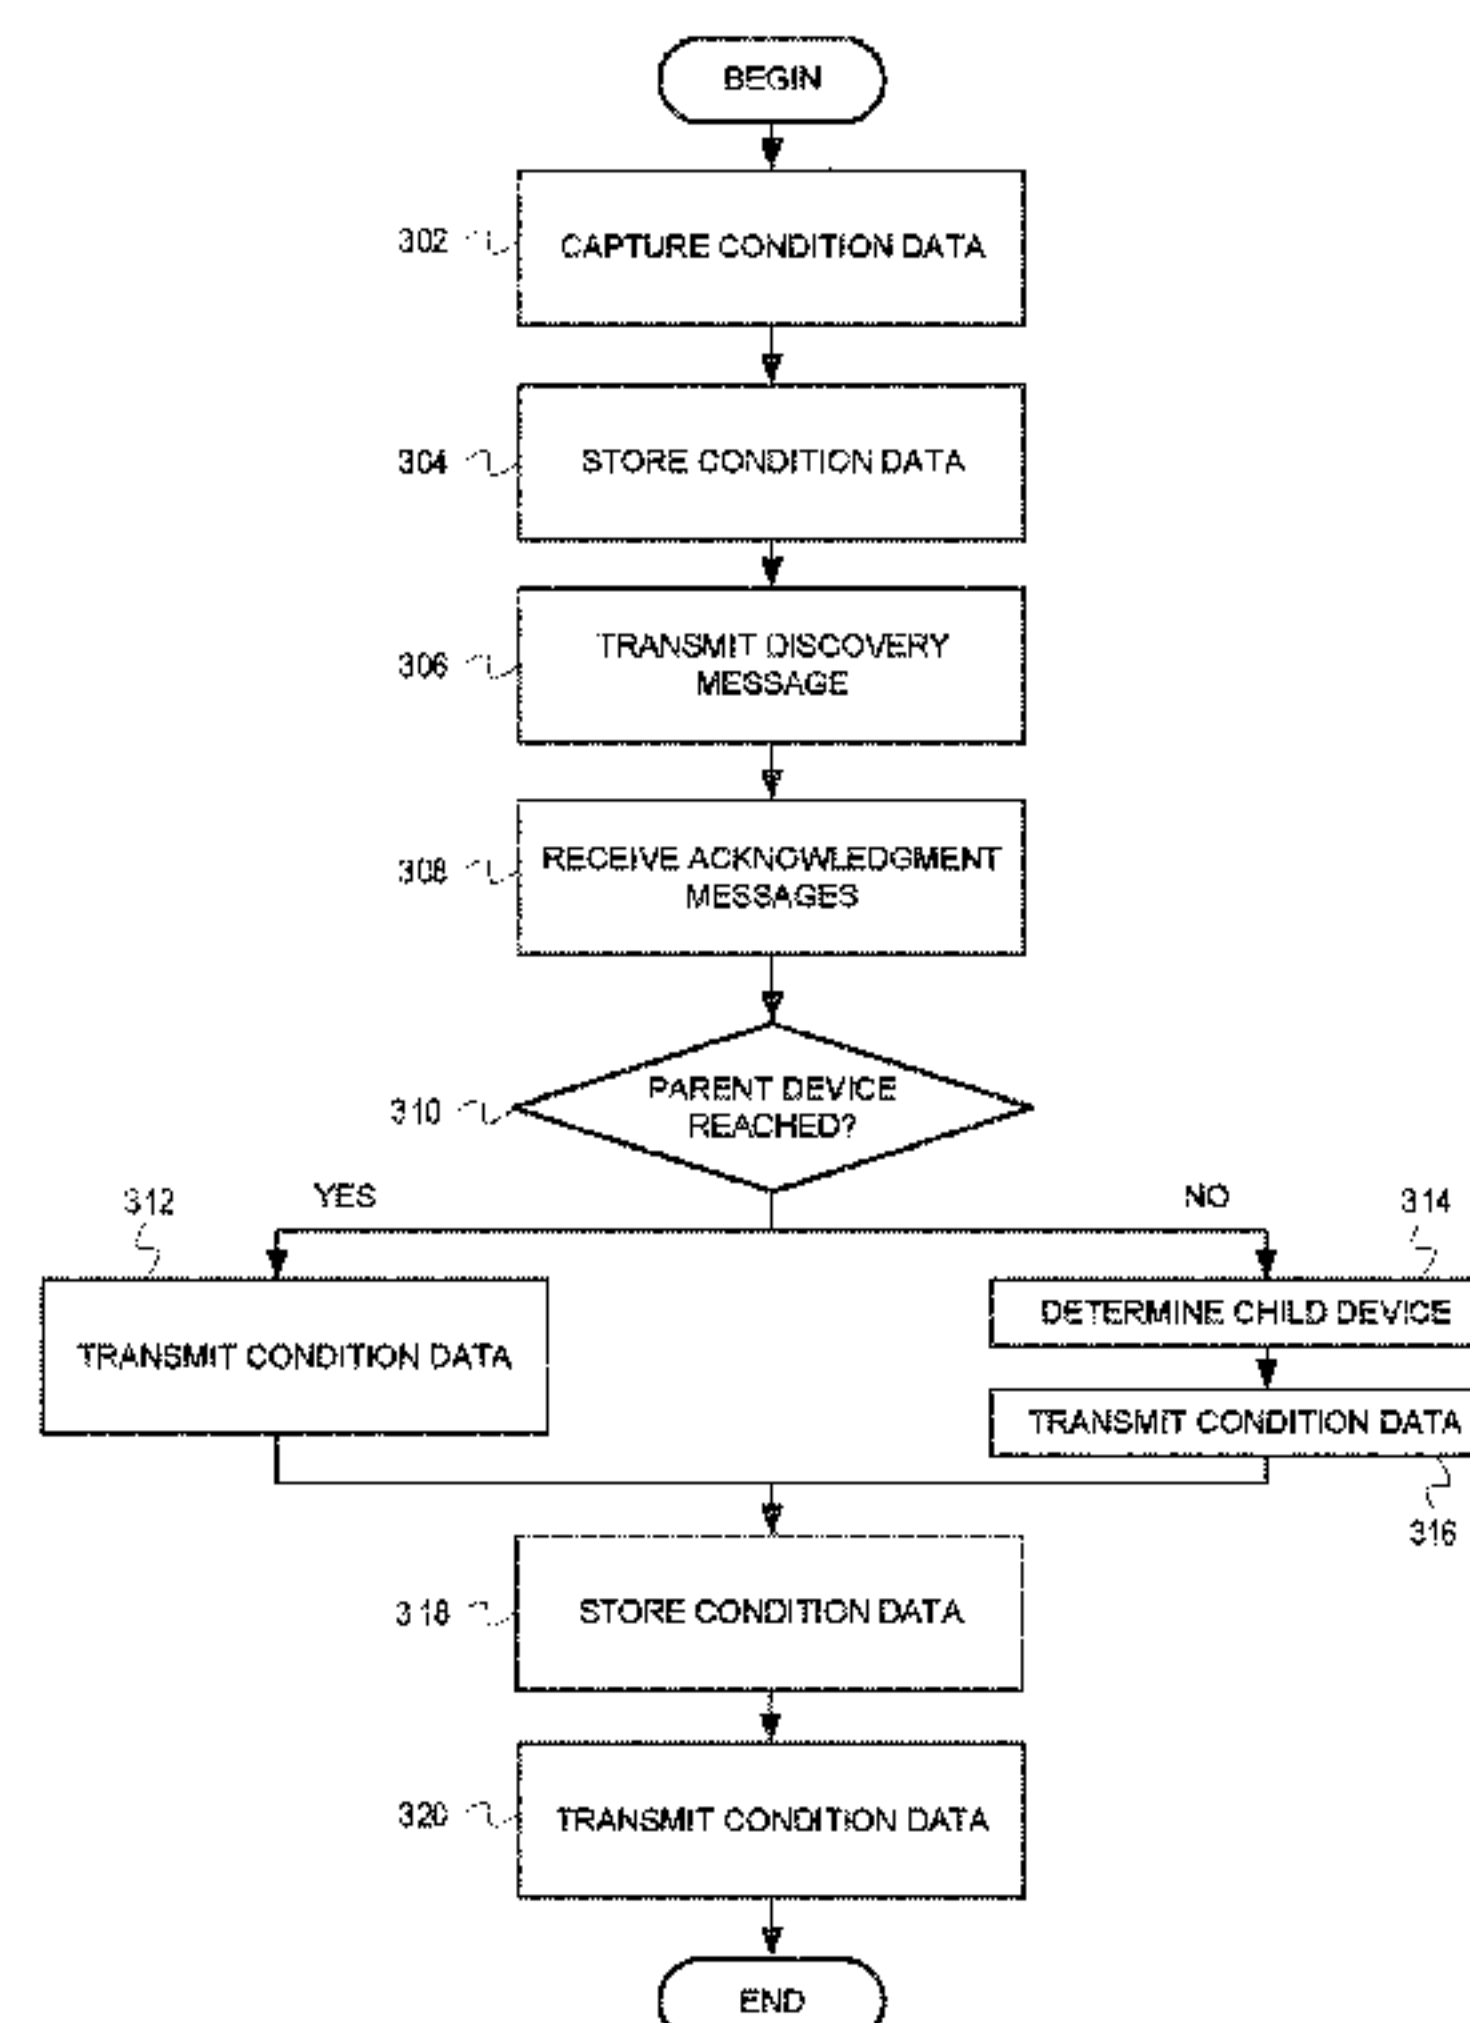 BEGIN
302
CAPTURE CONDITION DATA
304
STORE CONDITION DATA
306
TRANSMIT DISCOVERY
MESSAGE
308
RECEIVE ACKNOWLEDGMENT
MESSAGES
310
PARENT DEVICE
REACHED?
312
YES
NO
314
TRANSMIT CONDITION DATA
DETERMINE CHILD DEVICE
TRANSMIT CONDITION DATA
316
318
STORE CONDITION DATA
320
TRANSMIT CONDITION DATA
END